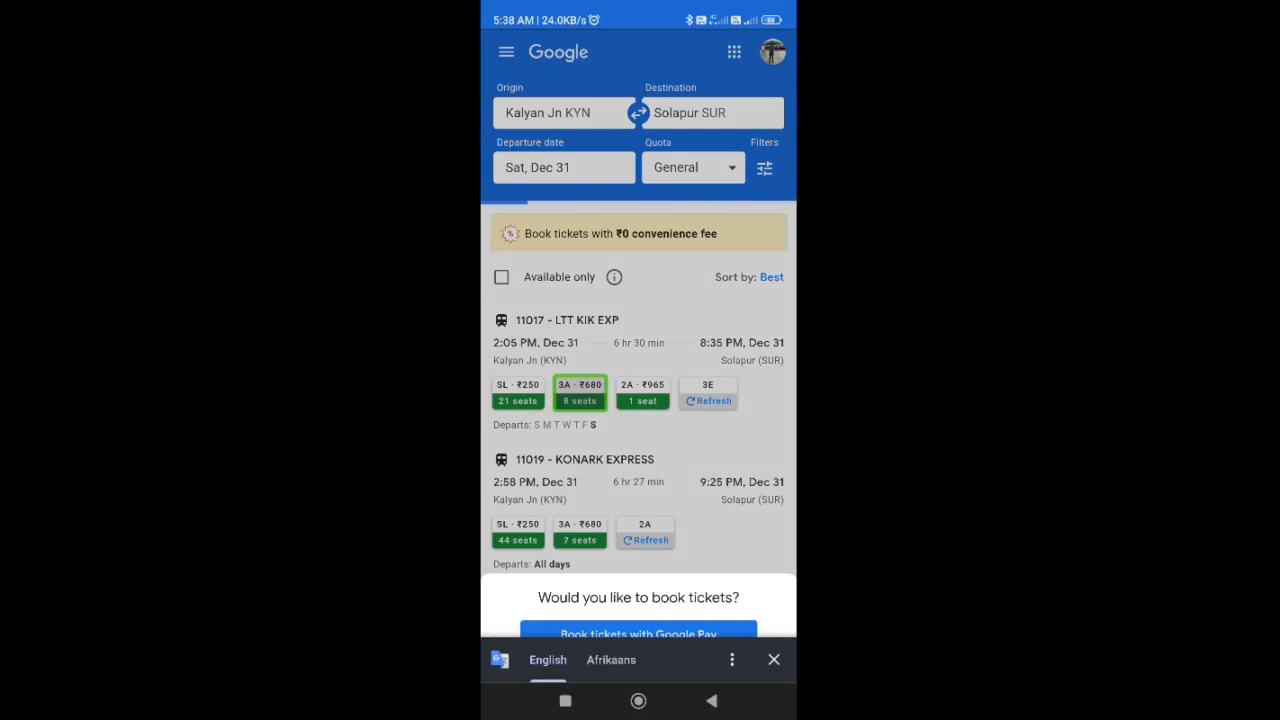 5:38 AM | 24.0KB/s
Google
Origin
Destination
Kalyan Jn KYN
Solapur SUR
Departure date
Quota
Filters
Sat, Dec 31
General
Book tickets with ₹0 convenience fee
Available only
Sort by: Best
11017 - LTT KIK EXP
2:05 PM, Dec 31
6 hr 30 min
8:35 PM, Dec 31
Kalyan Jn (KYN)
Solapur (SUR)
SL · ₹250
3A · ₹680
2A · ₹965
3E
21 seats
8 seats
1 seat
Refresh
Departs: S M T W T F S
11019 - KONARK EXPRESS
2:58 PM, Dec 31
6 hr 27 min
9:25 PM, Dec 31
Kalyan Jn (KYN)
Solapur (SUR)
SL · ₹250
3A · ₹680
2A
44 seats
7 seats
Refresh
Departs: All days
Would you like to book tickets?
Book tickets with Google Pay
English
Afrikaans